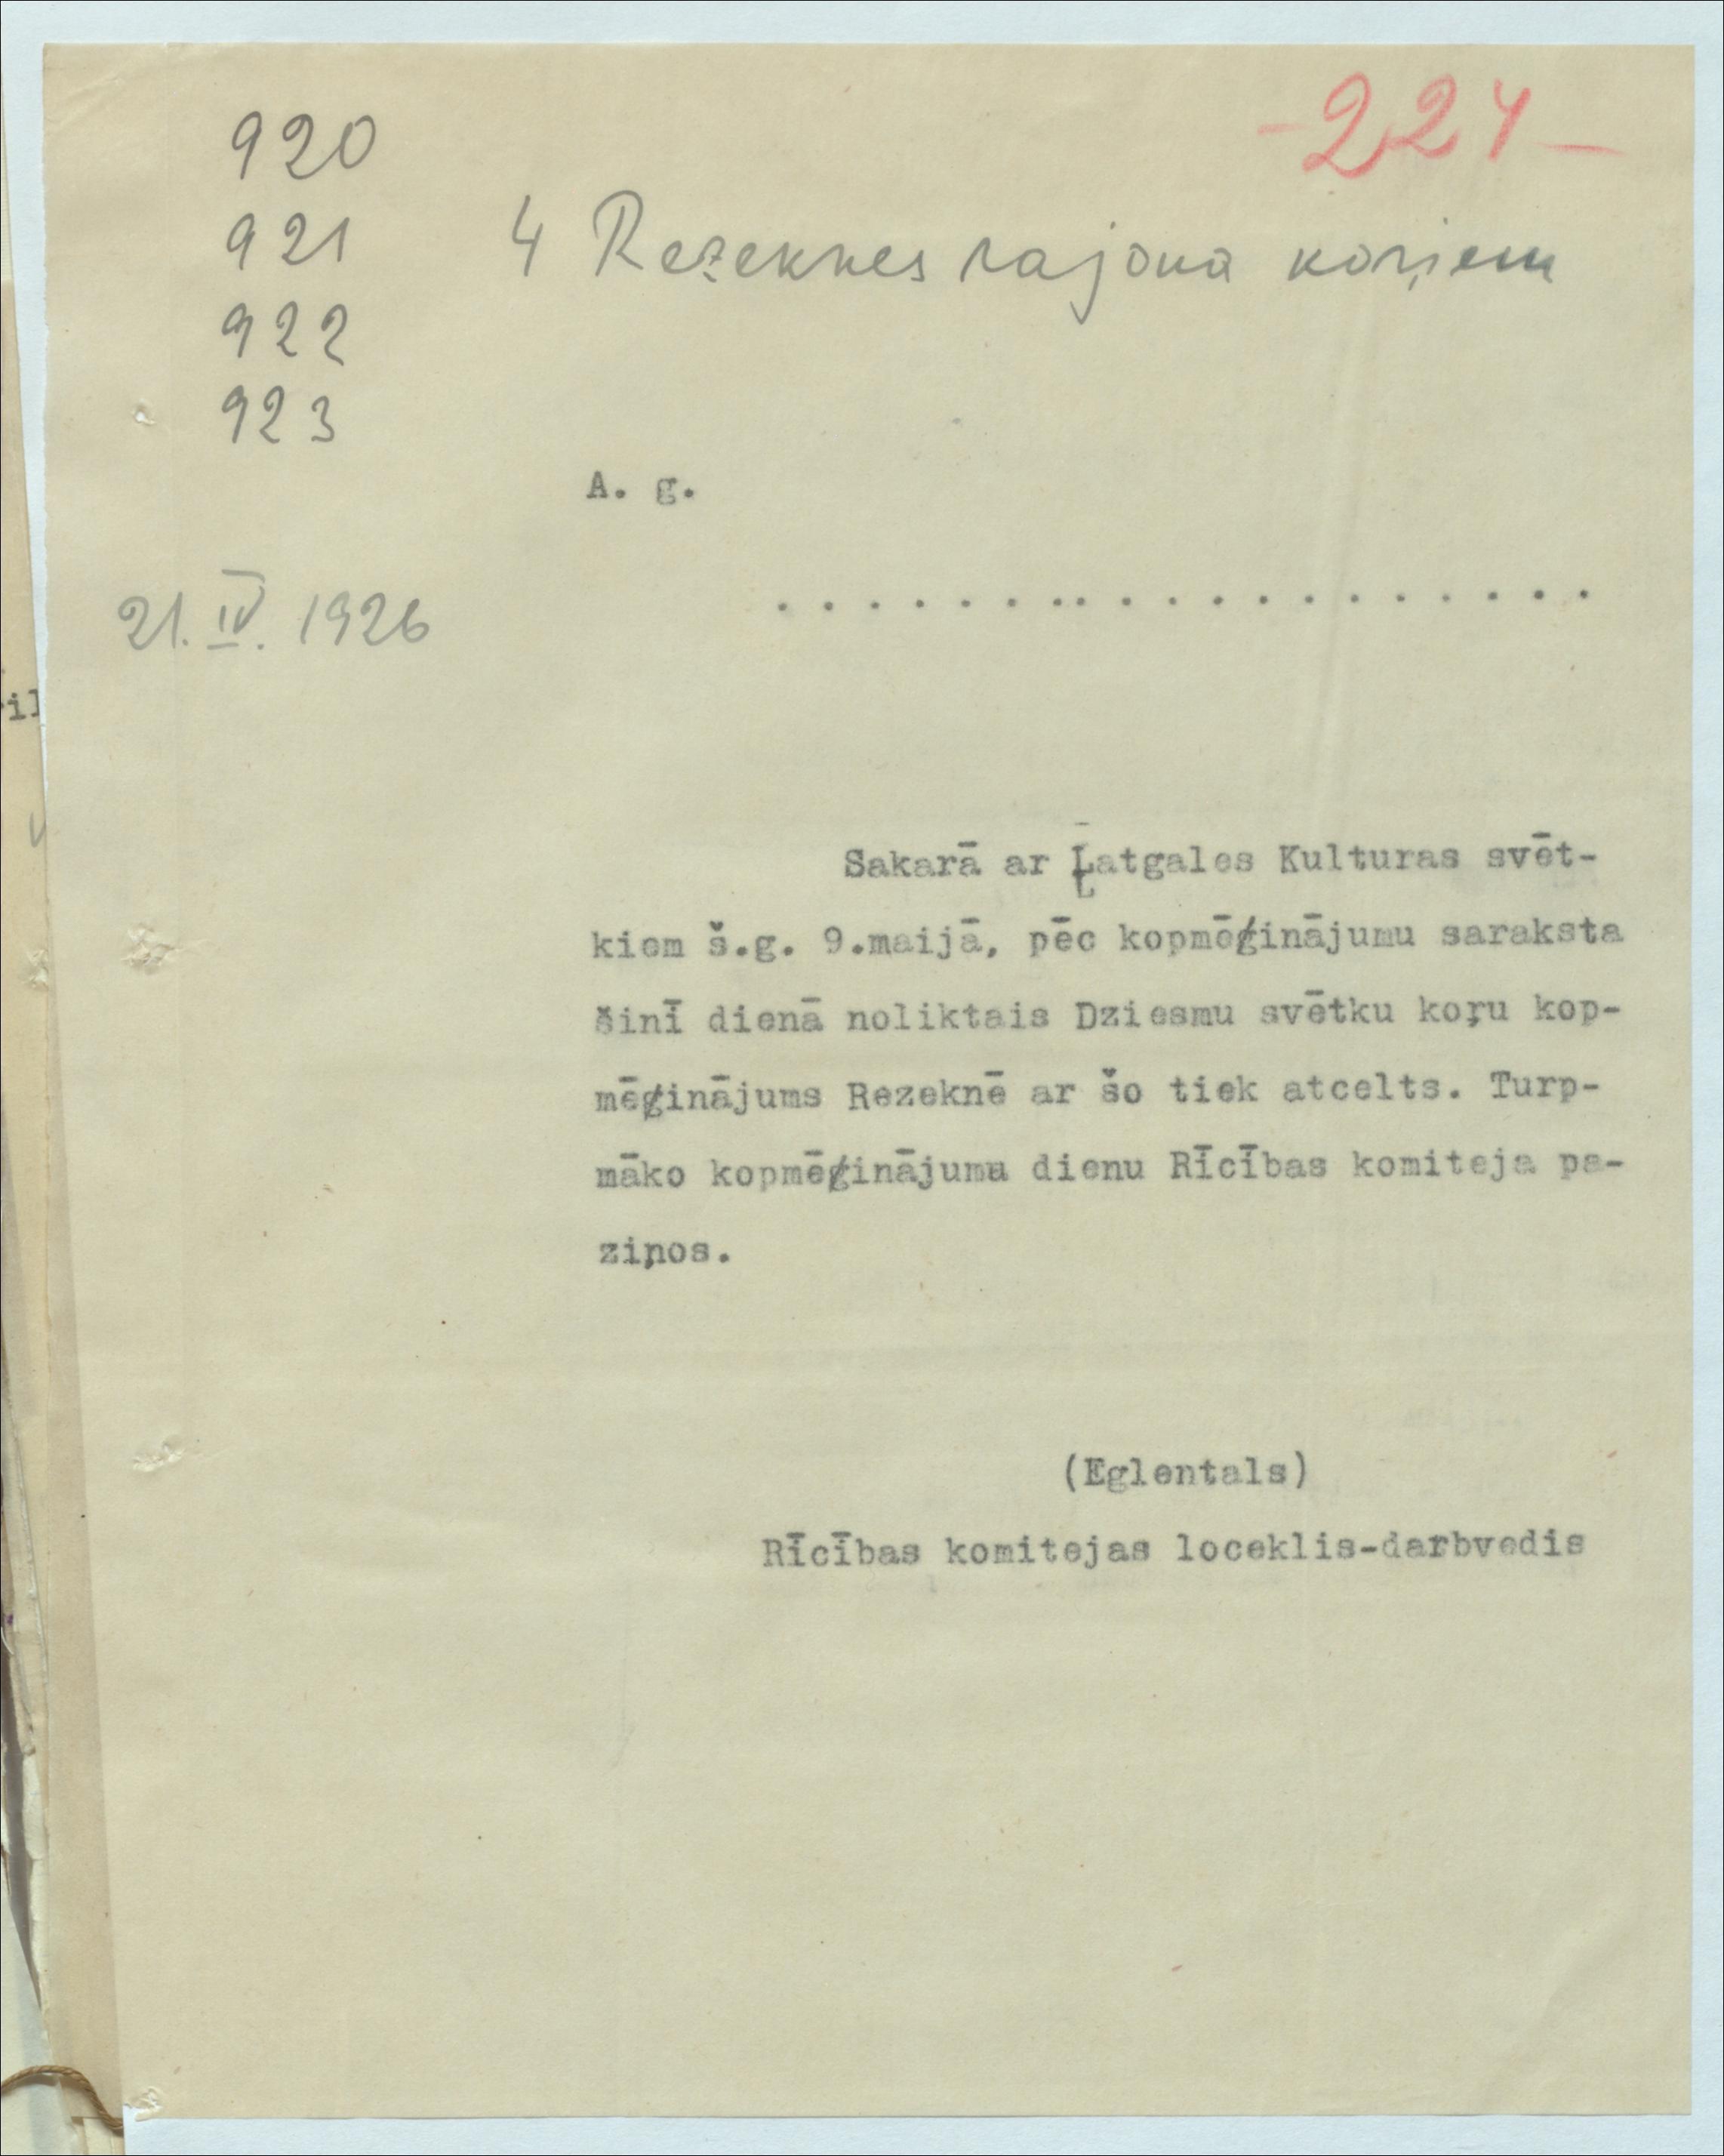 -224-
920
921
922
923
4 Rezeknes rajona koŗiem
A. g.
21. IV. 1926
. . . . . . . . . . . . . . . . . . .
Sakarā ar Latgales Kulturas svēt-
kiem š.g. 9.maijā, pēc kopmēģinājumu saraksta
šinī dienā noliktais Dziesmu svētku koŗu kop-
mēģinājums Rezeknē ar šo tiek atcelts. Turp-
māko kopmēģinājuma dienu Rīcības komiteja pa-
ziņos.
(Eglentals)
Rīcības komitejas loceklis-darbvedis